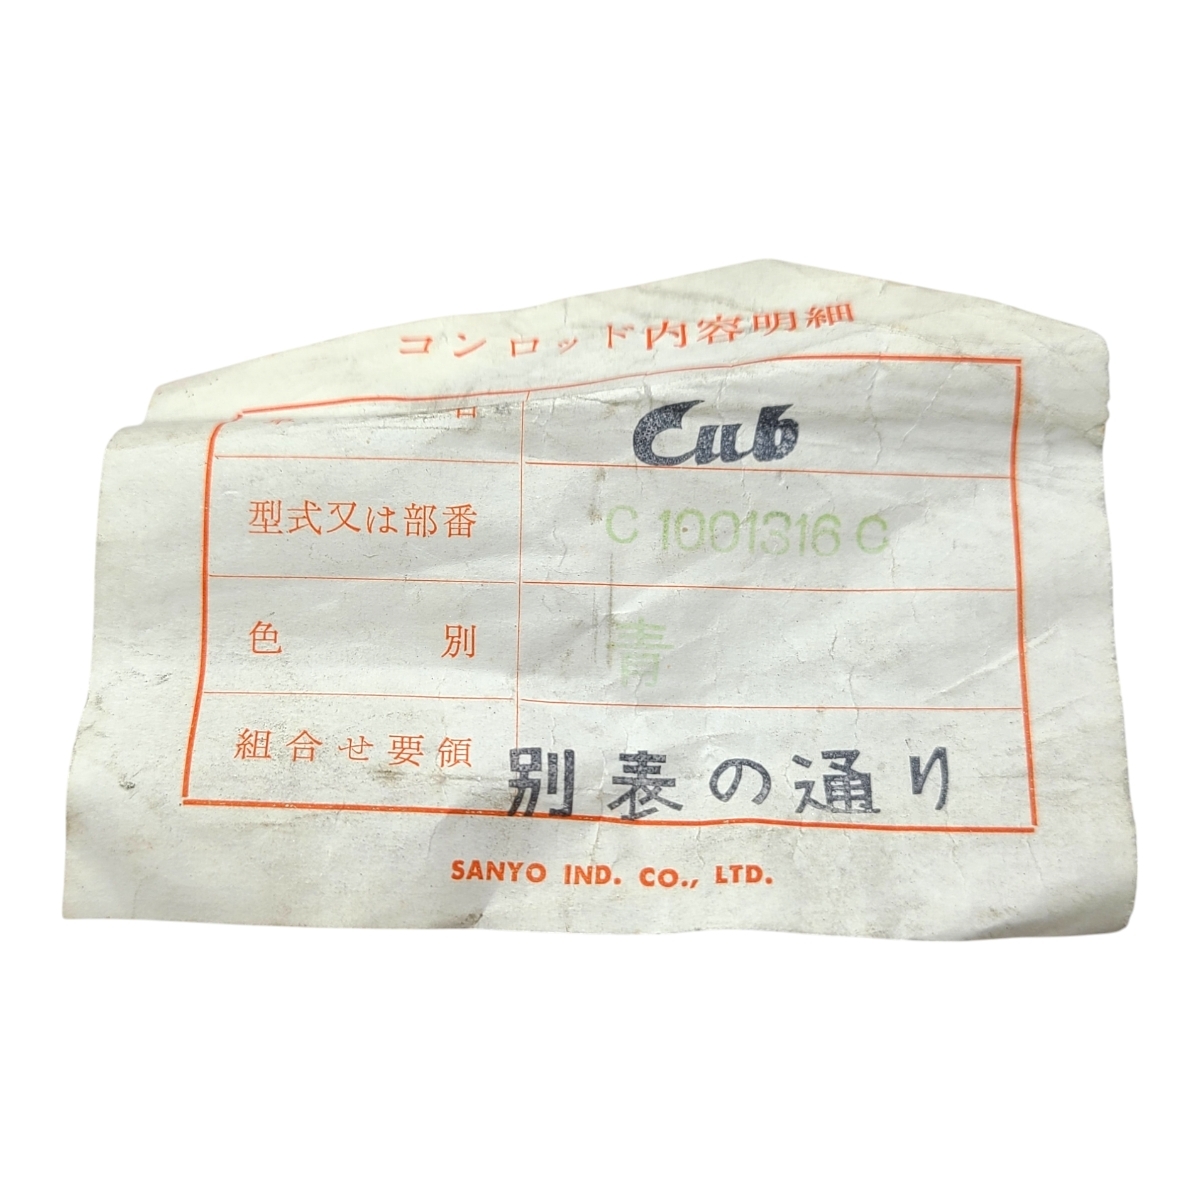 コンロッド内容明細
Cub
型式又は部番 C 1001316 0
色別 青
組合せ要領 別表の通り
SANYO IND. CO., LTD.